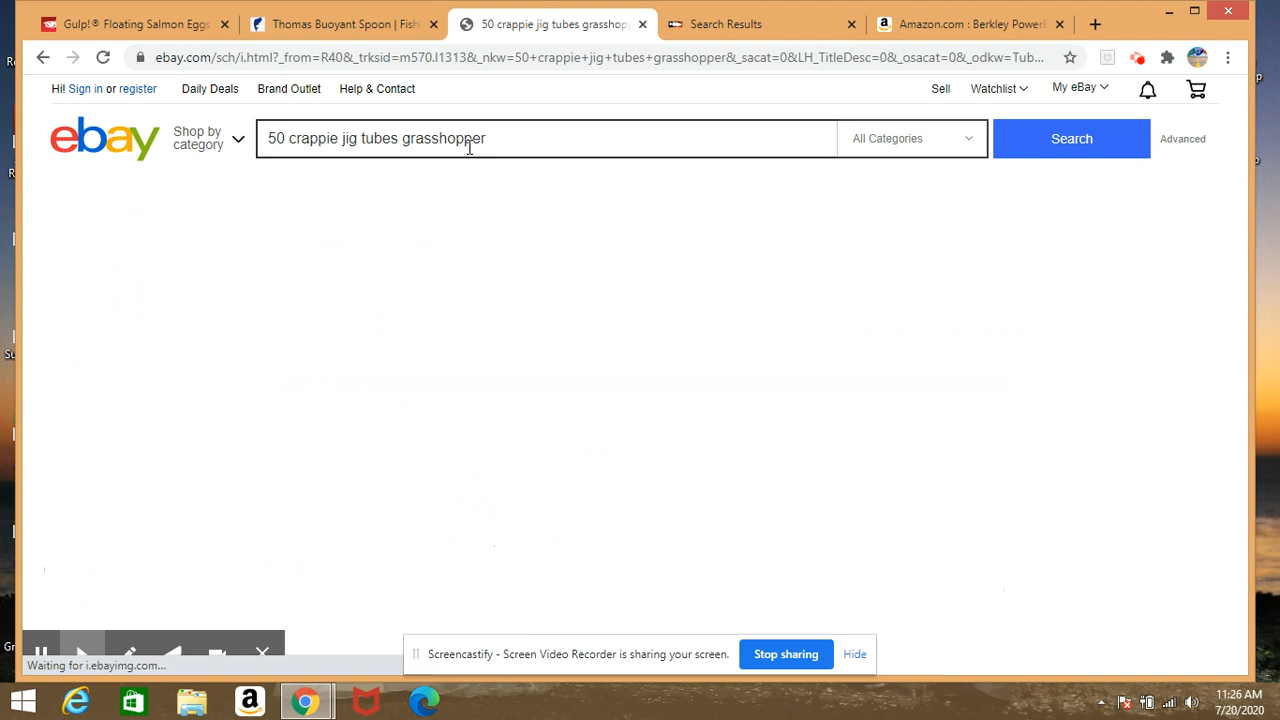 Gulp! ® Floating Salmon Eggs
Thomas Buoyant Spoon | Fish
50 crappie jig tubes grasshopp
Search Results
Amazon.com : Berkley PowerB
ebay.com/sch/i.html?_from=R40&_trksid=m570.l1313&_nkw=50+crappie+jig+tubes+grasshopper&_sacat=0&LH_TitleDesc=0&_osacat=0&_odkw=Tub...
Hi! Sign in or register
Daily Deals
Brand Outlet
Help & Contact
Sell
Watchlist
My eBay
ebay
Shop by
category
50 crappie jig tubes grasshopper
All Categories
Search
Advanced
Screencastify - Screen Video Recorder is sharing your screen.
Stop sharing
Hide
Waiting for i.ebayimg.com...
11:26 AM
7/20/2020